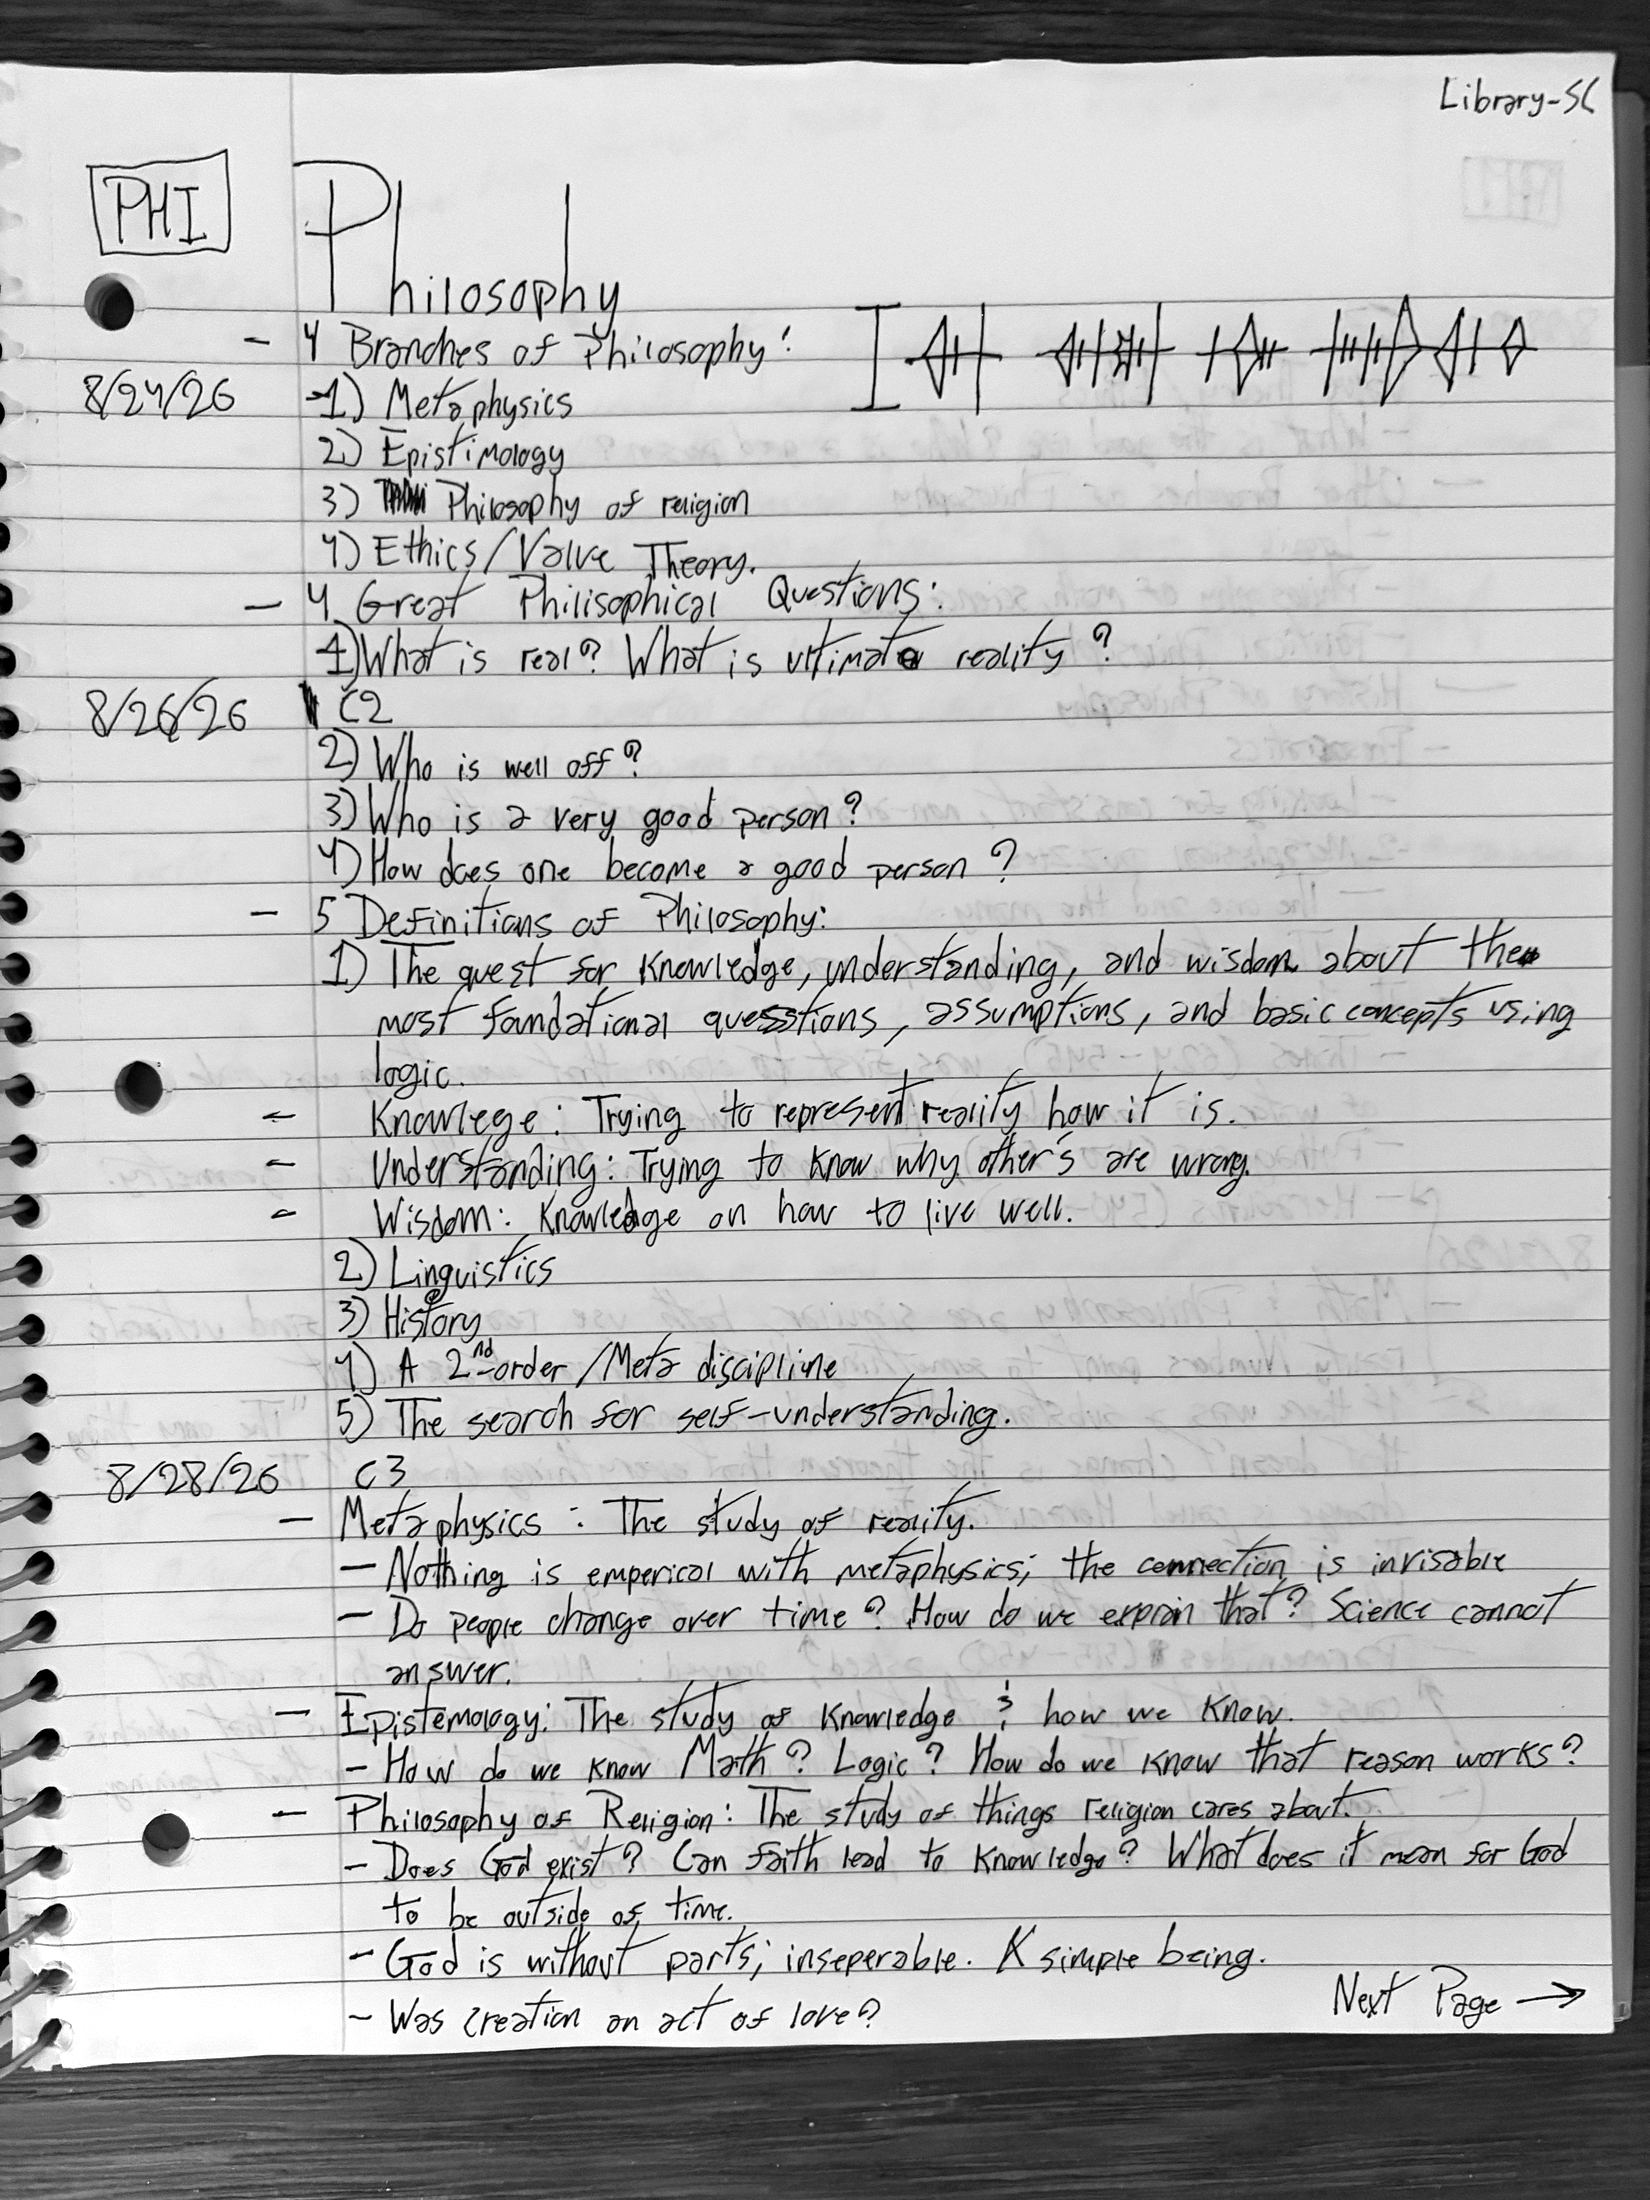 Library-SC
PHI
Philosophy
- 4 Branches of Philosophy:
8/24/26 -1) Metaphysics
2) Epistimology
3) Philosophy of religion
4) Ethics/Value Theory.
- 4 Great Philisophical Questions:
1) What is real? What is ultimate reality?
8/26/26 C2
2) Who is well off?
3) Who is a very good person?
4) How does one become a good person?
- 5 Definitions of Philosophy:
1) The quest for knowledge, understanding, and wisdom about the
most foundational quesstions, assumptions, and basic concepts using
logic.
- Knowlege: Trying to represent reality how it is.
- Understanding: Trying to know why other's are wrong.
- Wisdom: Knowledge on how to live well.
2) Linguistics
3) History
4) A 2nd-order/Meta discipline
5) The search for self-understanding.
8/28/26 C3
- Metaphysics: The study of reality.
- Nothing is emperical with metaphysics; the connection is invisable
- Do people change over time? How do we explain that? Science cannot
answer.
- Epistemology: The study of knowledge & how we know.
- How do we know Math? Logic? How do we know that reason works?
- Philosophy of Religion: The study of things religion cares about.
- Does God exist? Can faith lead to knowledge? What does it mean for God
to be outside of time.
- God is without parts; inseperable. A simple being.
- Was creation an act of love?
Next Page →